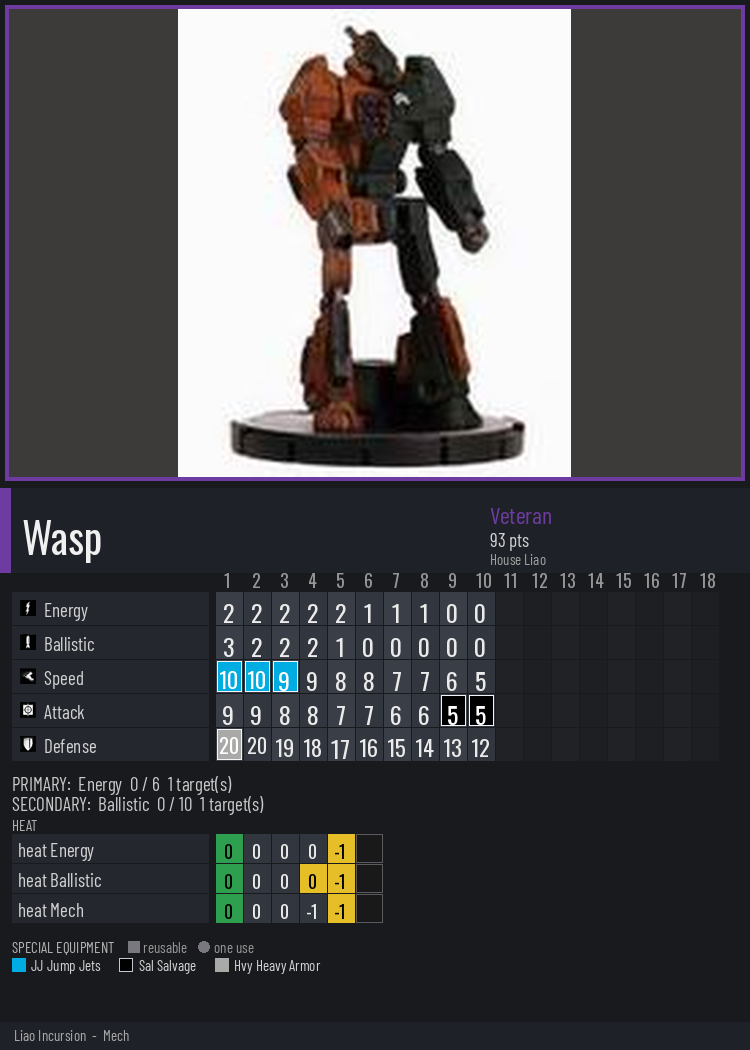 Wasp
Veteran
93 pts
House Liao
1 2 3 4 5 6 7 8 9 10 11 12 13 14 15 16 17 18
Energy 2 2 2 2 2 1 1 1 0 0
Ballistic 3 2 2 2 1 0 0 0 0 0
Speed 10 10 9 9 8 8 7 7 6 5
Attack 9 9 8 8 7 7 6 6 5 5
Defense 20 20 19 18 17 16 15 14 13 12
PRIMARY: Energy 0 / 6 1 target(s)
SECONDARY: Ballistic 0 / 10 1 target(s)
HEAT
heat Energy 0 0 0 0 -1
heat Ballistic 0 0 0 0 -1
heat Mech 0 0 0 -1 -1
SPECIAL EQUIPMENT reusable one use
JJ Jump Jets Sal Salvage Hvy Heavy Armor
Liao Incursion - Mech